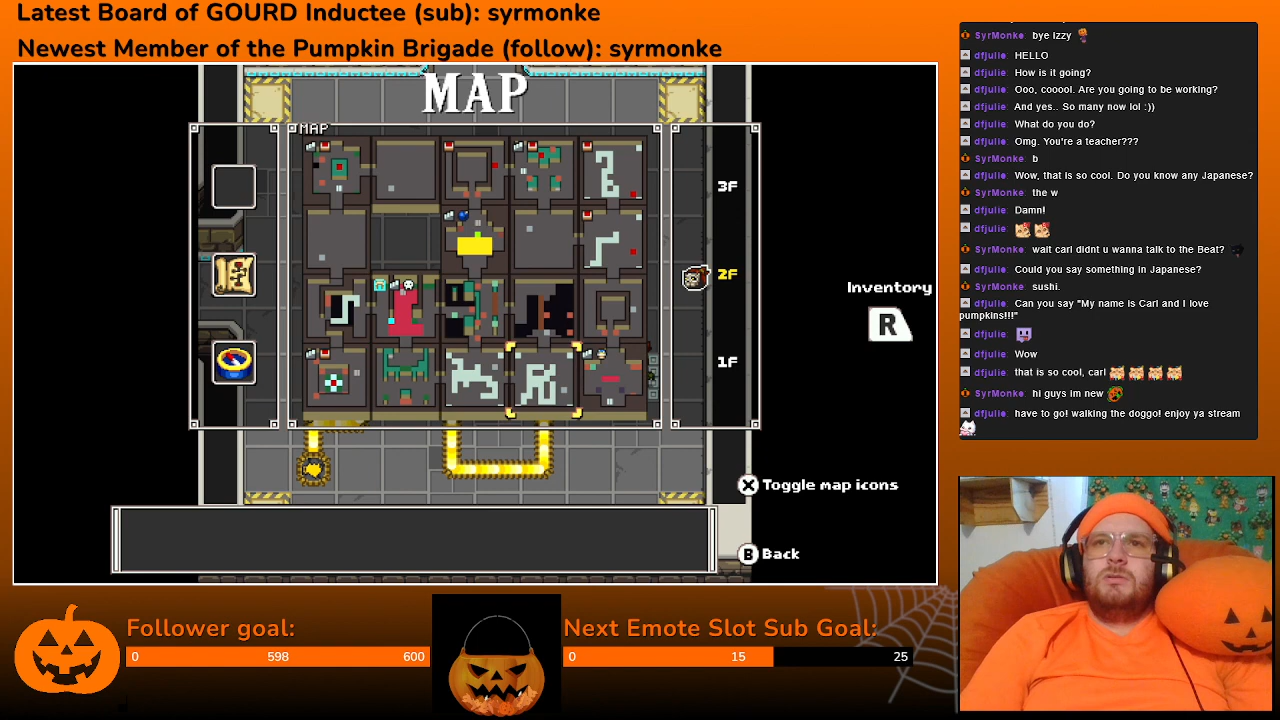 Latest Board of GOURD Inductee (sub): syrmonke
Newest Member of the Pumpkin Brigade (follow): syrmonke
MAP
MAP
3F
2F
1F
Inventory
R
X Toggle map icons
B Back
Follower goal:
0 598 600
Next Emote Slot Sub Goal:
0 15 25
SyrMonke bye Izzy
dfjulie: HELLO
dfjulie: How is it going?
dfjulie: Ooo, cooool. Are you going to be working?
dfjulie: And yes.. So many now lol :))
dfjulie: What do you do?
dfjulie: Omg. You're a teacher???
SyrMonke b
dfjulie: Wow, that is so cool. Do you know any Japanese?
SyrMonke the w
dfjulie: Damn!
dfjulie:
SyrMonke wait carl didnt u wanna talk to the Beat?
dfjulie: Could you say something in Japanese?
SyrMonke sushi.
dfjulie: Can you say "My name is Carl and I love
pumpkins!!!"
dfjulie:
dfjulie: Wow
dfjulie: that is so cool, carl
SyrMonke hi guys im new
dfjulie: have to go! walking the doggo! enjoy ya stream